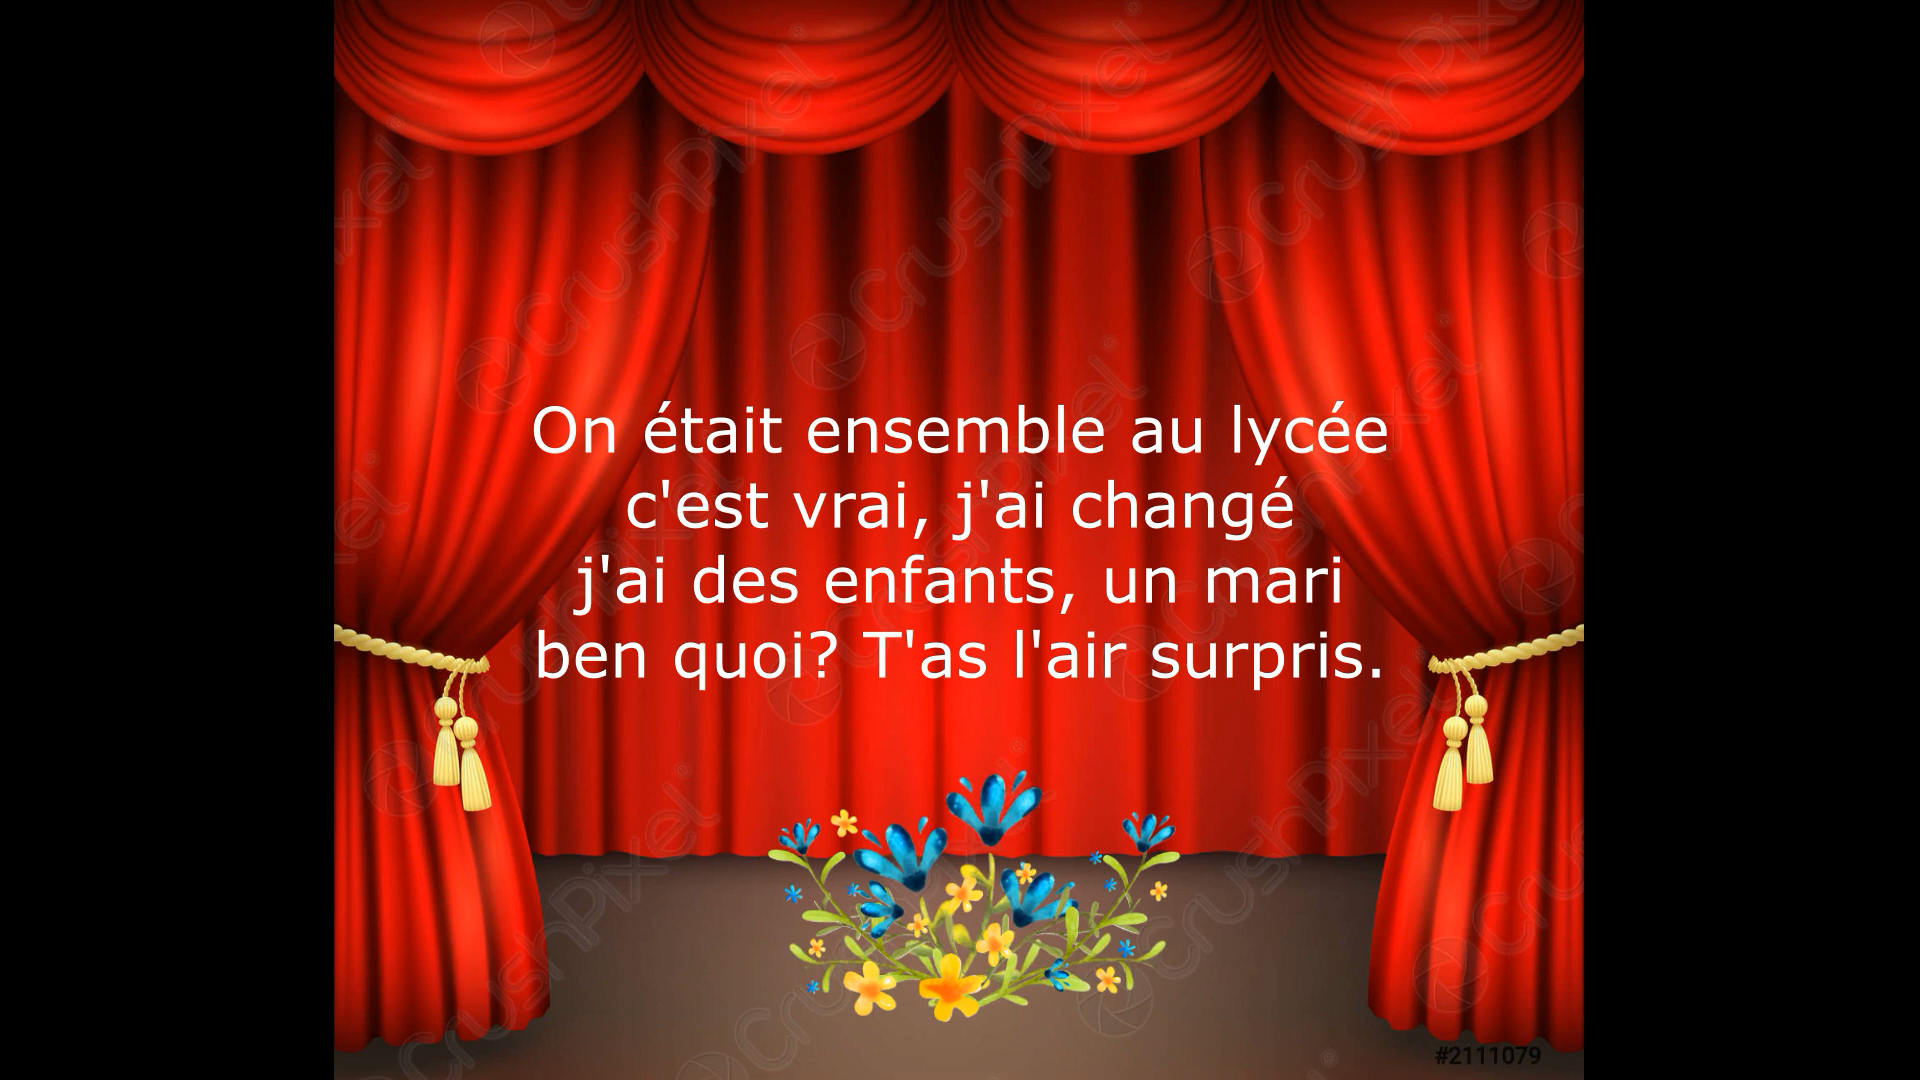 On était ensemble au lycée
c'est vrai, j'ai changé
j'ai des enfants, un mari
ben quoi? T'as l'air surpris.
crushpixel
#2111079